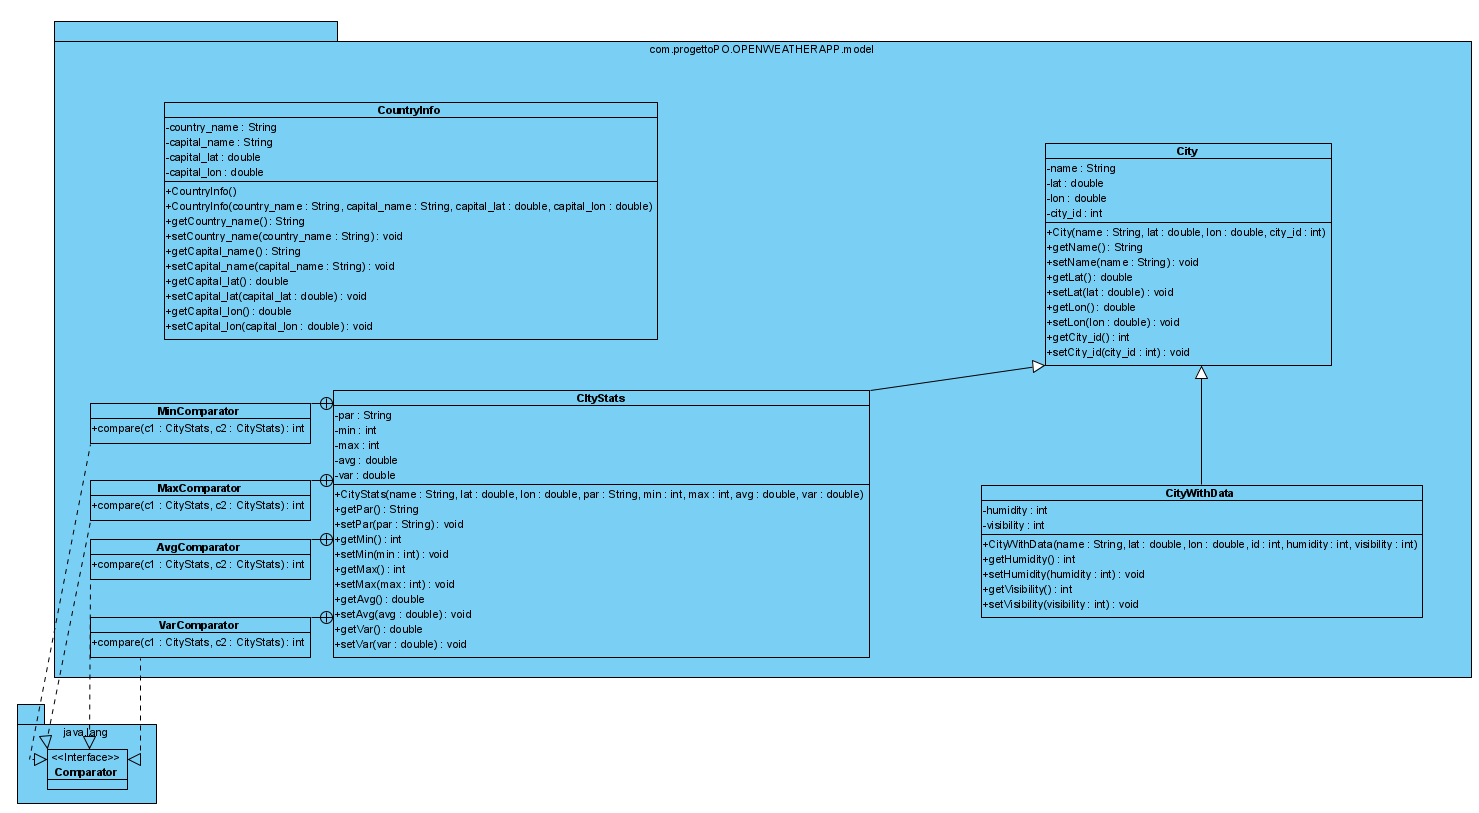 com.progettoPO.OPENWEATHERAPP.model
CountryInfo
-country_name : String
-capital_name : String
-capital_lat : double
-capital_lon : double
+CountryInfo()
+CountryInfo(country_name : String, capital_name : String, capital_lat : double, capital_lon : double)
+getCountry_name() : String
+setCountry_name(country_name : String) : void
+getCapital_name() : String
+setCapital_name(capital_name : String) : void
+getCapital_lat() : double
+setCapital_lat(capital_lat : double) : void
+getCapital_lon() : double
+setCapital_lon(capital_lon : double) : void
City
-name : String
-lat : double
-lon : double
-city_id : int
+City(name : String, lat : double, lon : double, city_id : int)
+getName() : String
+setName(name : String) : void
+getLat() : double
+setLat(lat : double) : void
+getLon() : double
+setLon(lon : double) : void
+getCity_id() : int
+setCity_id(city_id : int) : void
MinComparator
+compare(c1 : CityStats, c2 : CityStats) : int
MaxComparator
+compare(c1 : CityStats, c2 : CityStats) : int
AvgComparator
+compare(c1 : CityStats, c2 : CityStats) : int
VarComparator
+compare(c1 : CityStats, c2 : CityStats) : int
CItyStats
-par : String
-min : int
-max : int
-avg : double
-var : double
+CityStats(name : String, lat : double, lon : double, par : String, min : int, max : int, avg : double, var : double)
+getPar() : String
+setPar(par : String) : void
+getMin() : int
+setMin(min : int) : void
+getMax() : int
+setMax(max : int) : void
+getAvg() : double
+setAvg(avg : double) : void
+getVar() : double
+setVar(var : double) : void
CityWithData
-humidity : int
-visibility : int
+CityWithData(name : String, lat : double, lon : double, id : int, humidity : int, visibility : int)
+getHumidity() : int
+setHumidity(humidity : int) : void
+getVisibility() : int
+setVisibility(visibility : int) : void
java.lang
<<Interface>>
Comparator